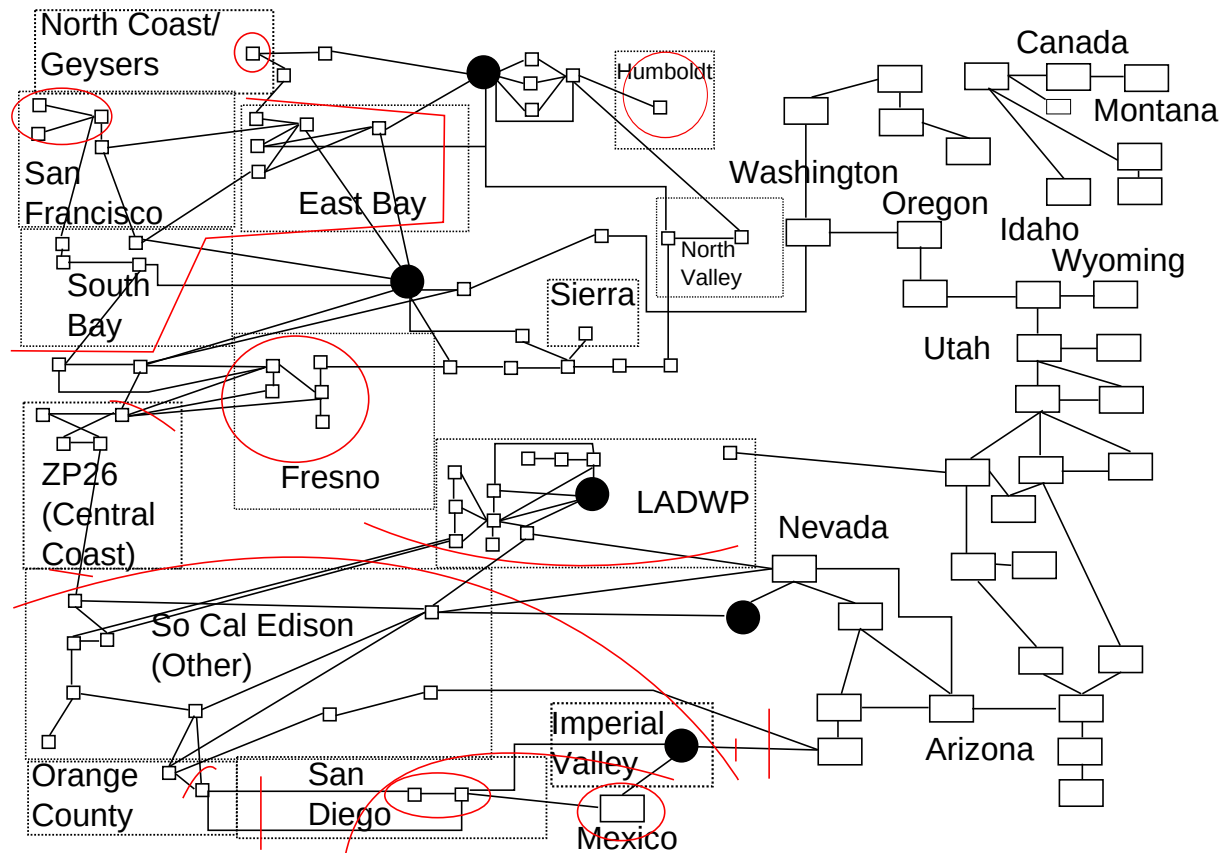 North Coast/
Geysers
Humboldt
Canada
Montana
San
Francisco
East Bay
Washington
Oregon
Idaho
Wyoming
North
Valley
South
Bay
Sierra
Utah
Fresno
ZP26
(Central
Coast)
LADWP
Nevada
So Cal Edison
(Other)
Imperial
Valley
Arizona
Orange
County
San
Diego
Mexico